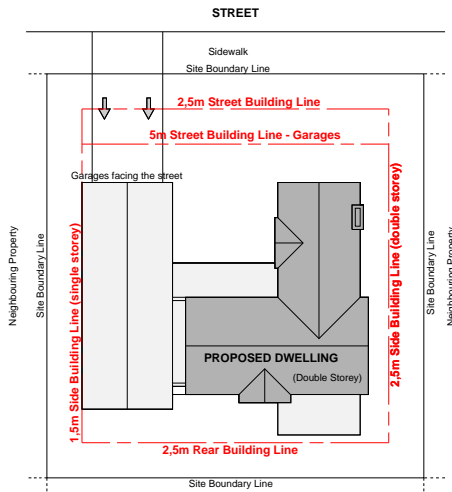 STREET
Sidewalk
Site Boundary Line
2,5m Street Building Line
5m Street Building Line - Garages
Garages facing the street
Neighbouring Property
Site Boundary Line
1,5m Side Building Line (single storey)
2,5m Side Building Line (double storey)
Site Boundary Line
Neighbouring Property
PROPOSED DWELLING
(Double Storey)
2,5m Rear Building Line
Site Boundary Line